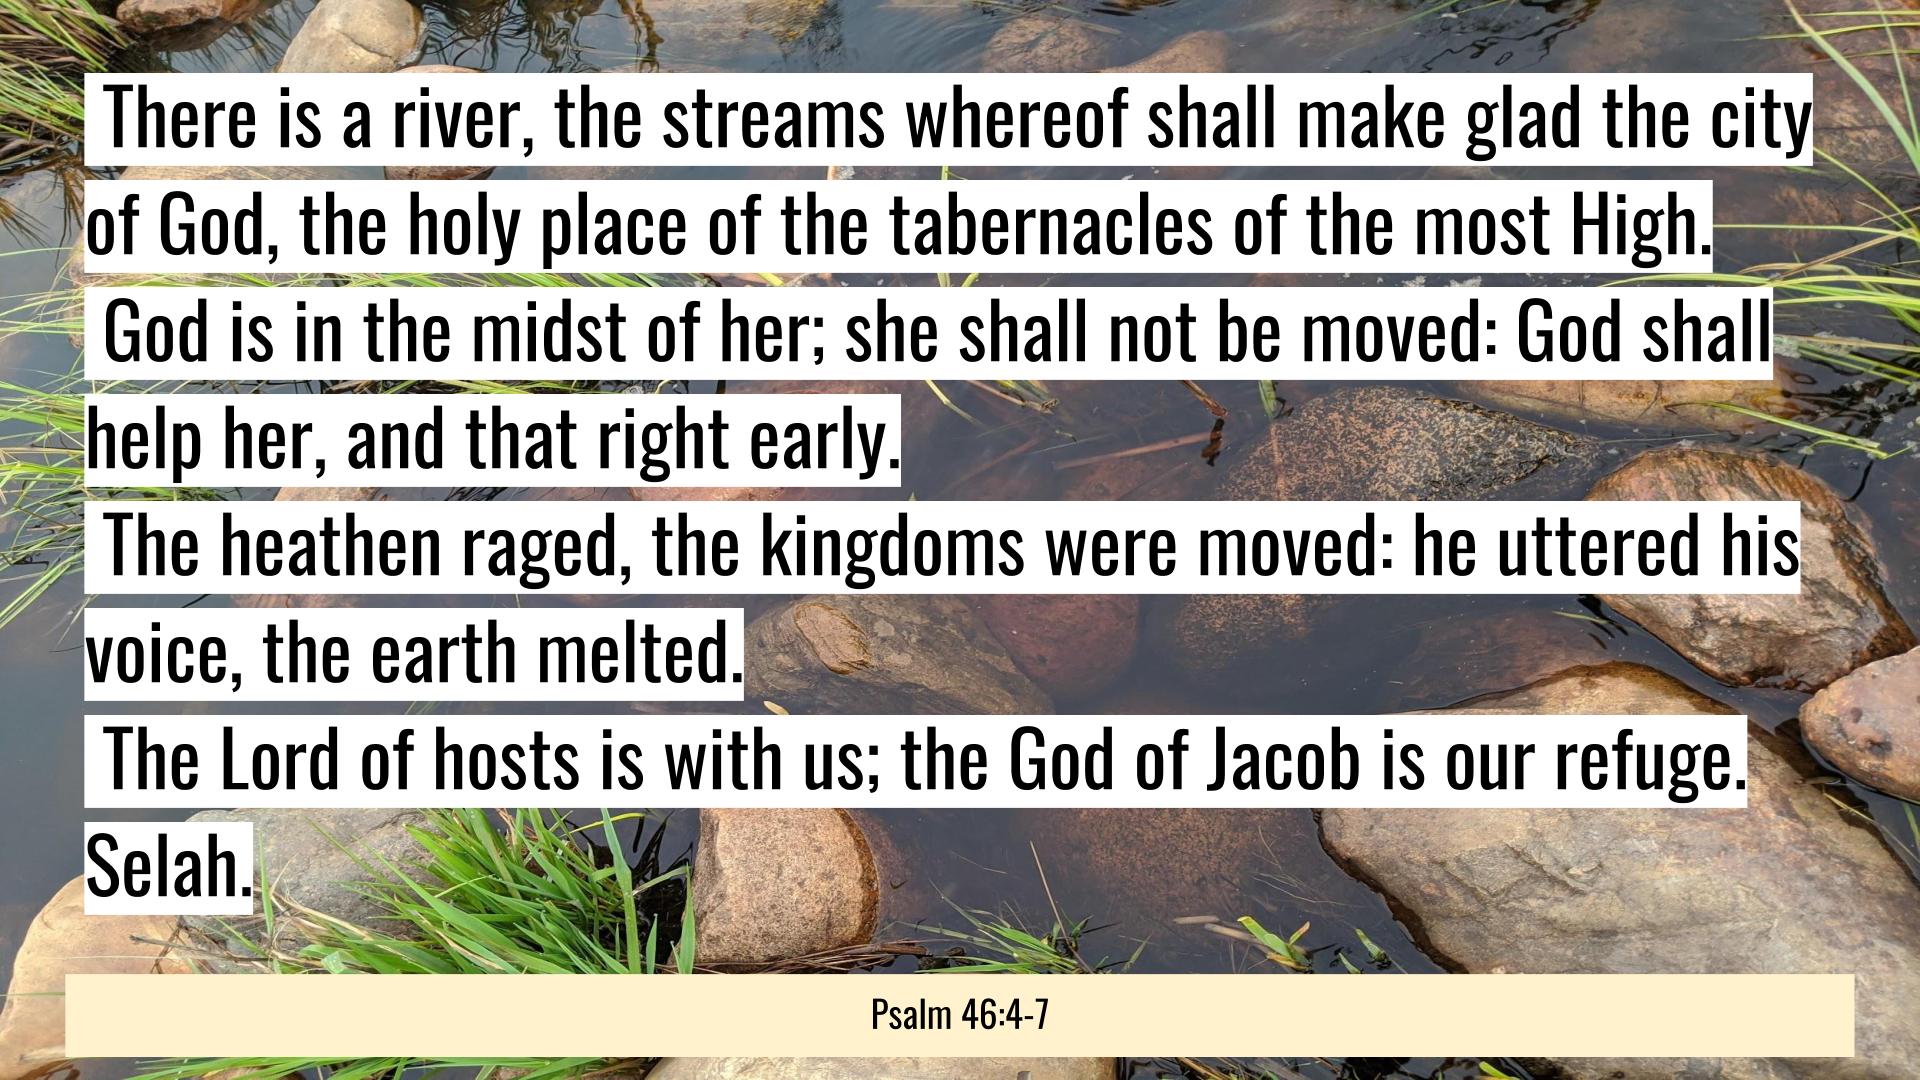 There is a river, the streams whereof shall make glad the city
of God, the holy place of the tabernacles of the most High.
God is in the midst of her; she shall not be moved: God shall
help her, and that right early.
The heathen raged, the kingdoms were moved: he uttered his
voice, the earth melted.
The Lord of hosts is with us; the God of Jacob is our refuge.
Selah.
Psalm 46:4-7